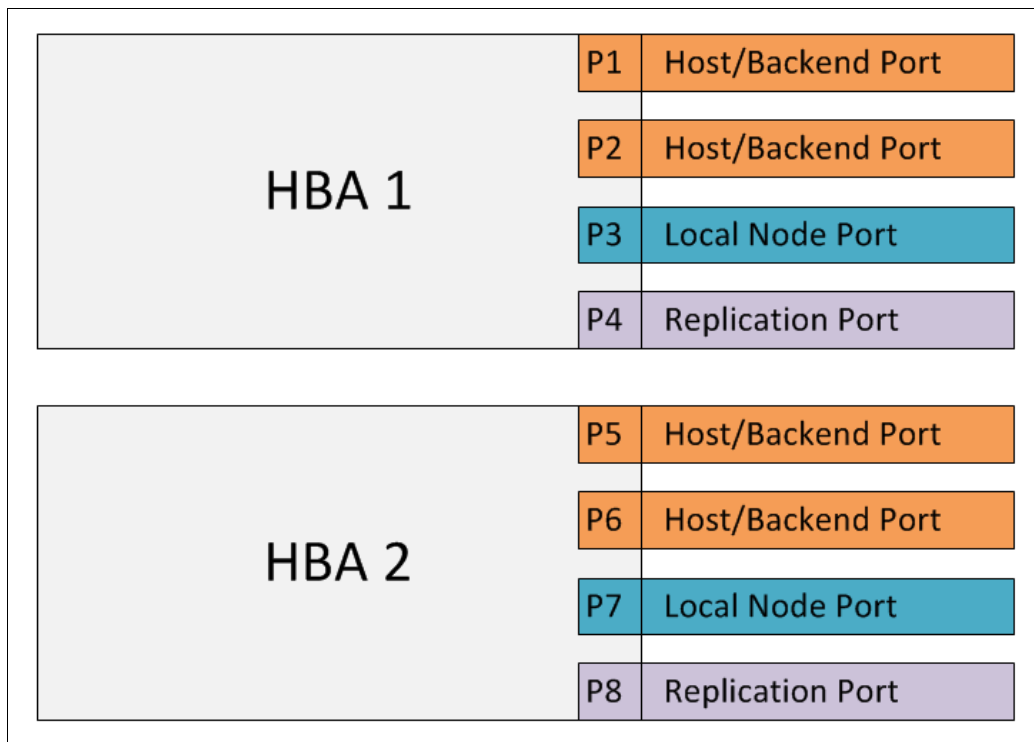 P1 Host/Backend Port
P2 Host/Backend Port
HBA 1
P3 Local Node Port
P4 Replication Port
P5 Host/Backend Port
P6 Host/Backend Port
HBA 2
P7 Local Node Port
P8 Replication Port